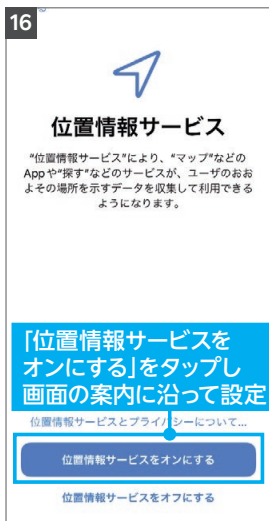 16
位置情報サービス
“位置情報サービス”により、“マップ”などの
Appや“探す”などのサービスが、ユーザのおお
よその場所を示すデータを収集して利用できる
ようになります。
「位置情報サービスを
オンにする」をタップし
画面の案内に沿って設定
位置情報サービスとプライバシーについて...
位置情報サービスをオンにする
位置情報サービスをオフにする